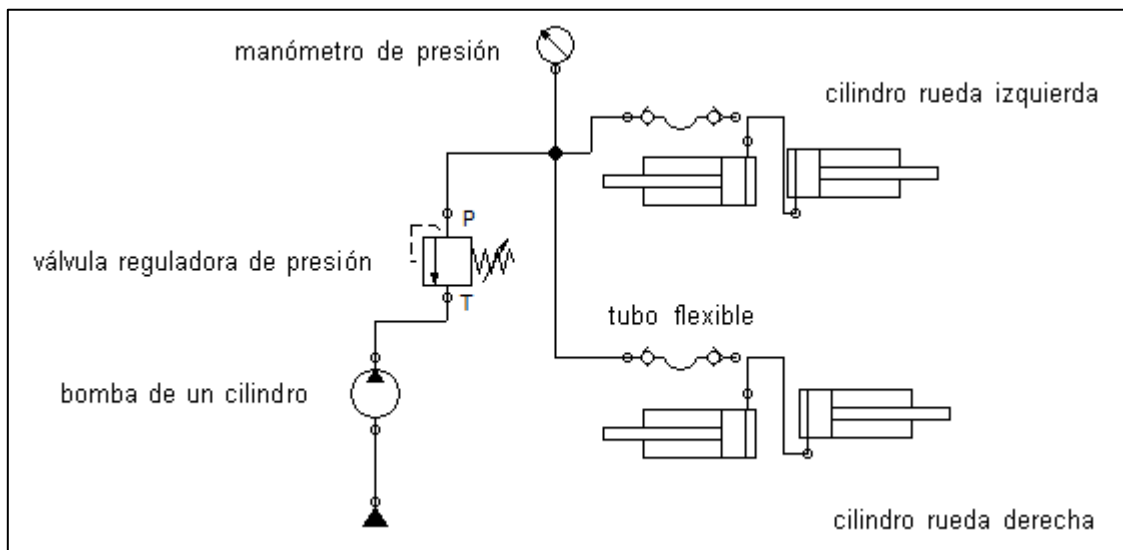 manómetro de presión
cilindro rueda izquierda
P
válvula reguladora de presión
T
tubo flexible
bomba de un cilindro
cilindro rueda derecha